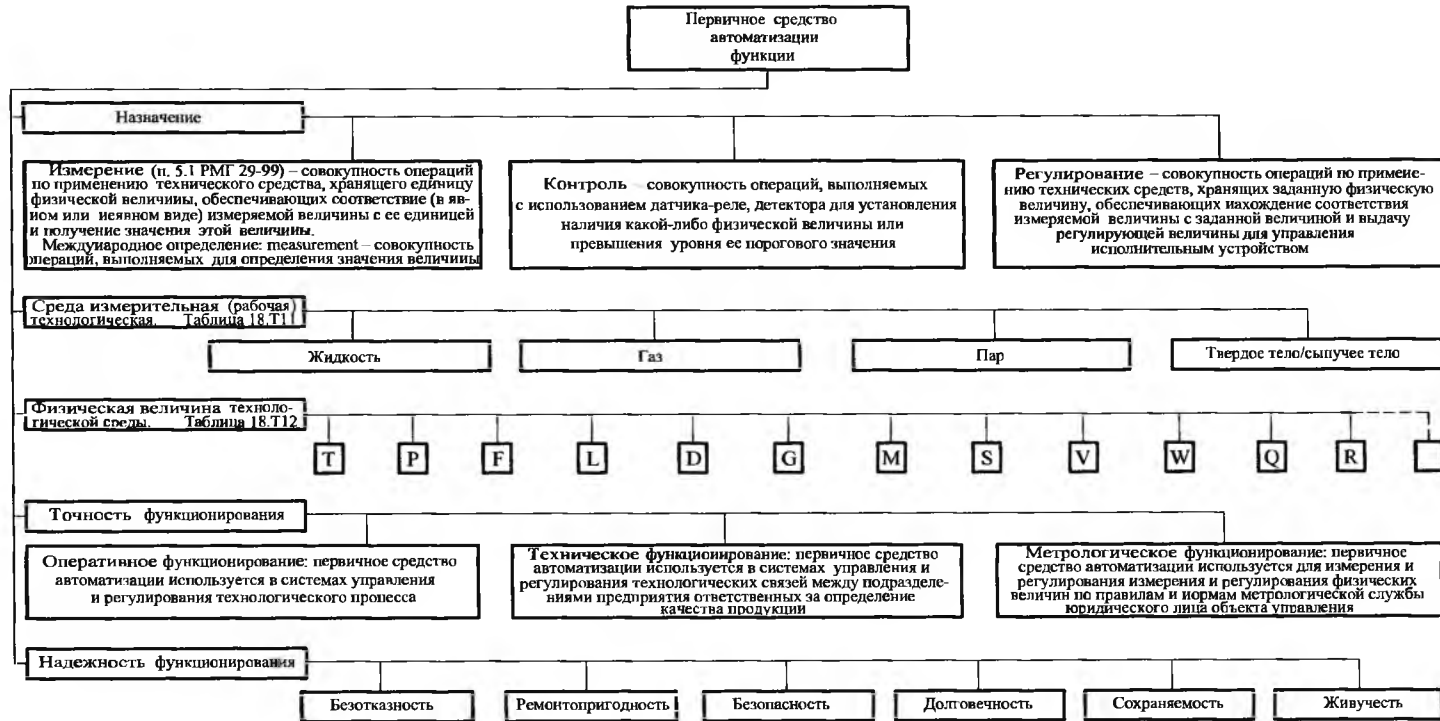 Первичное средство
автоматизации
функции
Назначение
Измерение (п. 5.1 РМГ 29-99) – совокупность операций
по применению технического средства, хранящего единицу
физической величины, обеспечивающих соответствие (в яв-
ном или неявном виде) измеряемой величины с ее единицей
и получение значения этой величины.
Международное определение: measurement – совокупность
операций, выполняемых для определения значения величины
Контроль – совокупность операций, выполняемых
с использованием датчика-реле, детектора для установления
наличия какой-либо физической величины или
превышения уровня ее порогового значения
Регулирование – совокупность операций по примене-
нию технических средств, хранящих заданную физическую
величину, обеспечивающих нахождение соответствия
измеряемой величины с заданной величиной и выдачу
регулирующей величины для управления
исполнительным устройством
Среда измерительная (рабочая)
технологическая. Таблица 18.Т11
Жидкость
Газ
Пар
Твердое тело/сыпучее тело
Физическая величина техноло-
гической среды. Таблица 18.Т12
T
P
F
L
D
G
M
S
V
W
Q
R
Точность функционирования
Оперативное функционирование: первичное средство
автоматизации используется в системах управления
и регулирования технологического процесса
Техническое функционирование: первичное средство
автоматизации используется в системах управления и
регулирования технологических связей между подразделе-
ниями предприятия ответственных за определение
качества продукции
Метрологическое функционирование: первичное
средство автоматизации используется для измерения и
регулирования измерения и регулирования физических
величин по правилам и нормам метрологической службы
юридического лица объекта управления
Надежность функционирования
Безотказность
Ремонтопригодность
Безопасность
Долговечность
Сохраняемость
Живучесть